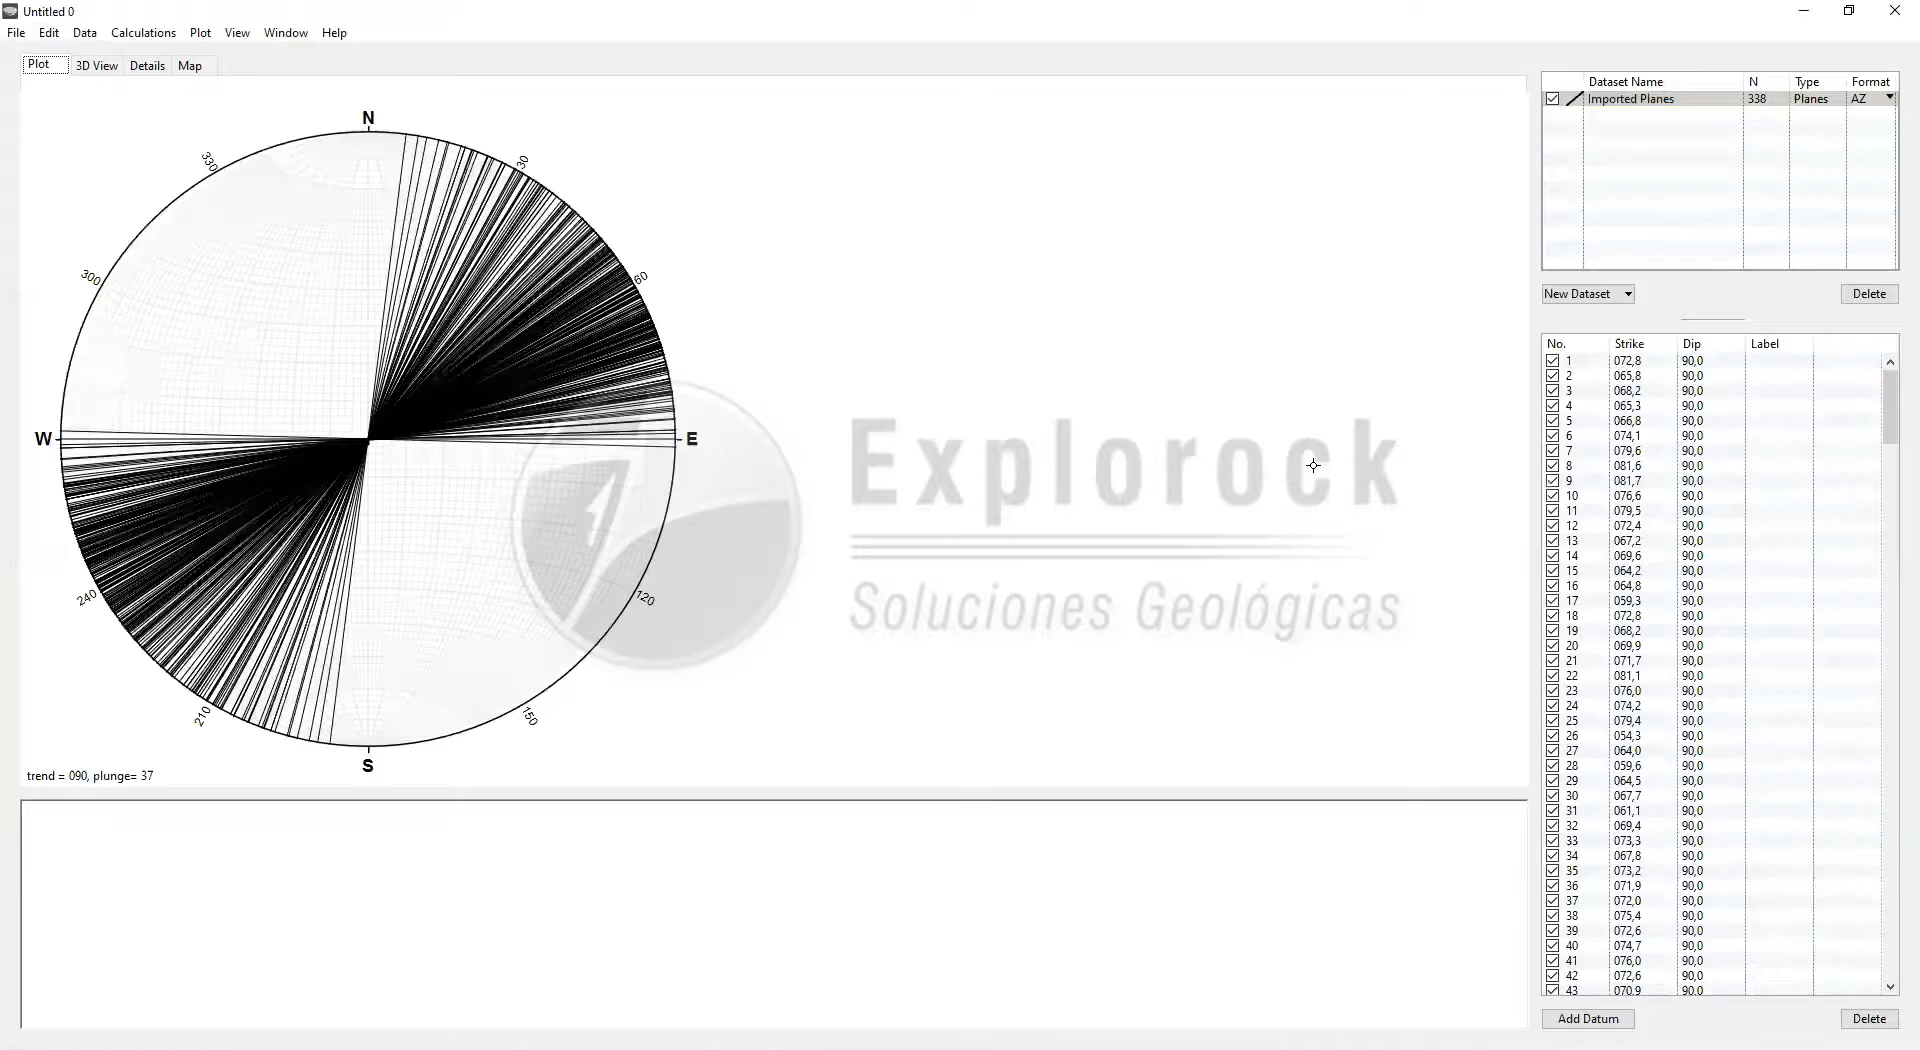 Untitled 0
File Edit Data Calculations Plot View Window Help
Plot 3D View Details Map
N
330
30
300
60
W
E
240
120
210
150
S
trend = 090, plunge= 37
Explorock
Soluciones Geológicas
Dataset Name N Type Format
Imported Planes 338 Planes AZ
New Dataset Delete
No. Strike Dip Label
1 072,8 90,0
2 065,8 90,0
3 068,2 90,0
4 065,3 90,0
5 066,8 90,0
6 074,1 90,0
7 079,6 90,0
8 081,6 90,0
9 081,7 90,0
10 076,6 90,0
11 079,5 90,0
12 072,4 90,0
13 067,2 90,0
14 069,6 90,0
15 064,2 90,0
16 064,8 90,0
17 059,3 90,0
18 072,8 90,0
19 068,2 90,0
20 069,9 90,0
21 071,7 90,0
22 081,1 90,0
23 076,0 90,0
24 074,2 90,0
25 079,4 90,0
26 054,3 90,0
27 064,0 90,0
28 059,6 90,0
29 064,5 90,0
30 067,7 90,0
31 061,1 90,0
32 069,4 90,0
33 073,3 90,0
34 067,8 90,0
35 073,2 90,0
36 071,9 90,0
37 072,0 90,0
38 075,4 90,0
39 072,6 90,0
40 074,7 90,0
41 076,0 90,0
42 072,6 90,0
43 070,9 90,0
Add Datum Delete